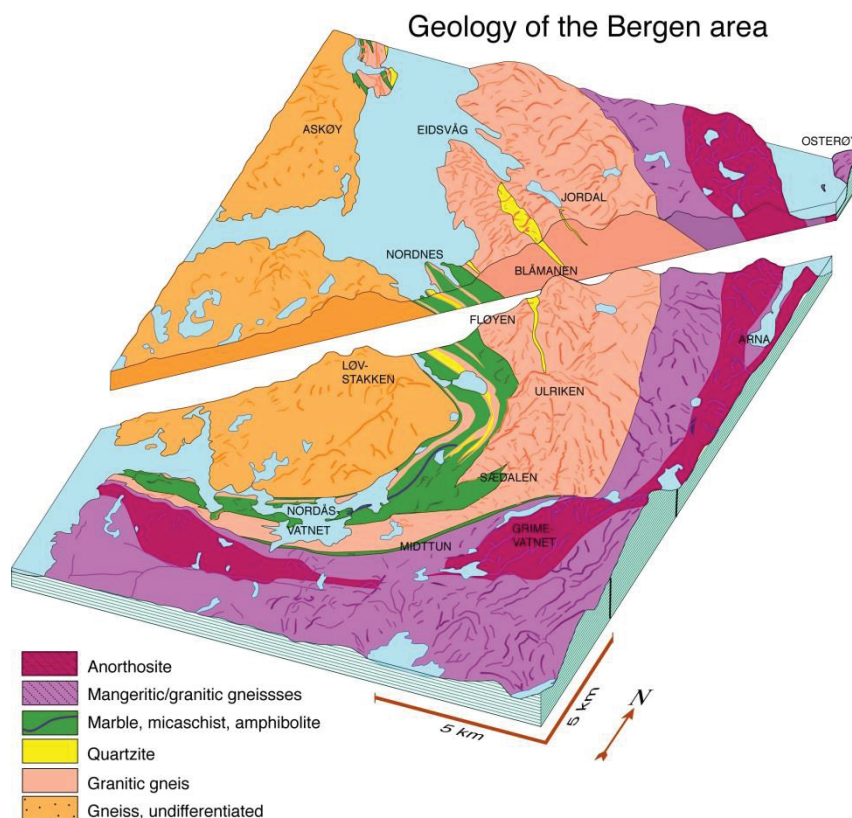 Geology of the Bergen area
ASKØY
EIDSVÅG
OSTERØY
JORDAL
NORDNES
BLÅMANEN
FLØYEN
ARNA
LØV-
STAKKEN
ULRIKEN
SÆDALEN
NORDÅS-
VATNET
GRIME-
VATNET
MIDTTUN
Anorthosite
Mangeritic/granitic gneissses
Marble, micaschist, amphibolite
Quartzite
Granitic gneis
Gneiss, undifferentiated
5 km
5 km
N